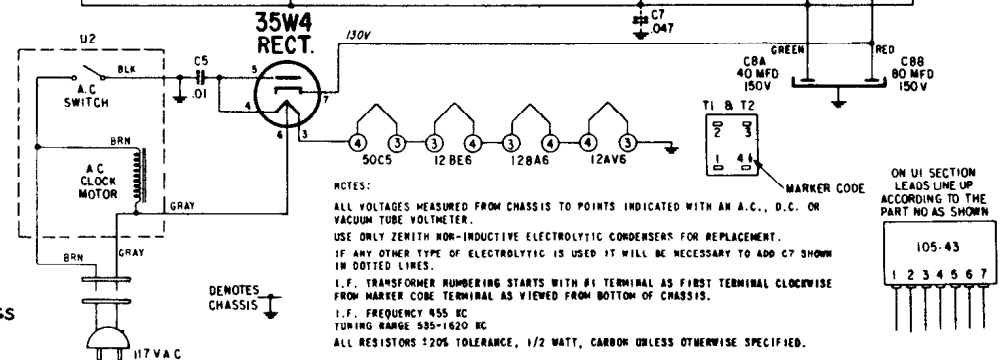 35W4
RECT.
130V
U2
BLK
A.C
SWITCH
C5
.01
5
4
6
3
7
C7
.047
GREEN
RED
C8A
40 MFD
150V
C8B
80 MFD
150V
BRN
A C
CLOCK
MOTOR
GRAY
4 3 3 4 4 3 4 3
50C5 12BE6 12BA6 12AV6
T1 & T2
2 3
1 4
MARKER CODE
ON U1 SECTION
LEADS LINE UP
ACCORDING TO THE
PART NO AS SHOWN
105-43
1 2 3 4 5 6 7
NOTES:
ALL VOLTAGES MEASURED FROM CHASSIS TO POINTS INDICATED WITH AN A.C., D.C. OR
VACUUM TUBE VOLTMETER.
USE ONLY ZENITH NON-INDUCTIVE ELECTROLYTIC CONDENSERS FOR REPLACEMENT.
IF ANY OTHER TYPE OF ELECTROLYTIC IS USED IT WILL BE NECESSARY TO ADD C7 SHOWN
IN DOTTED LINES.
I.F. TRANSFORMER NUMBERING STARTS WITH #1 TERMINAL AS FIRST TERMINAL CLOCKWISE
FROM MARKER CODE TERMINAL AS VIEWED FROM BOTTOM OF CHASSIS.
I.F. FREQUENCY 455 KC
TUNING RANGE 535-1620 KC
ALL RESISTORS ±20% TOLERANCE, 1/2 WATT, CARBON UNLESS OTHERWISE SPECIFIED.
BRN
GRAY
DENOTES
CHASSIS
117 V A C